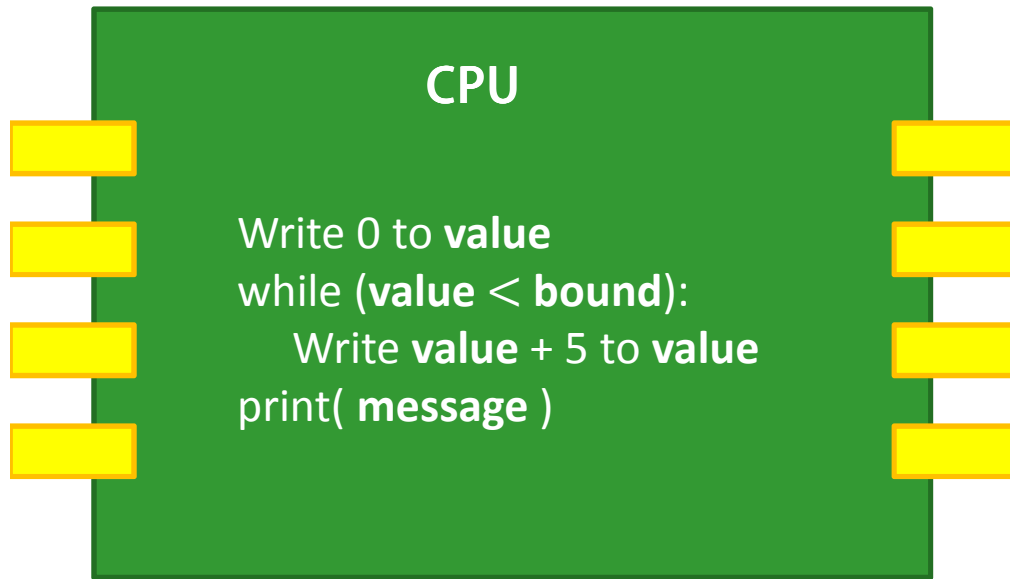 CPU
Write 0 to value
while (value < bound):
Write value + 5 to value
print( message )